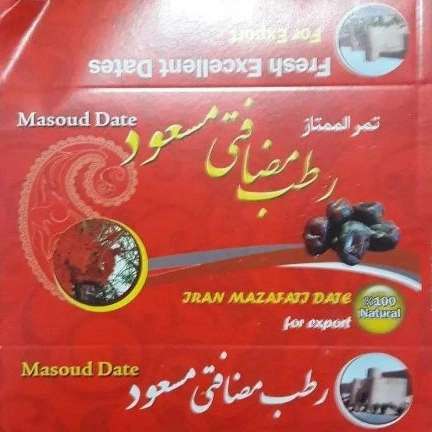 For Export
Fresh Excellent Dates
Masoud Date
تمر الممتاز
رطب مضافتی مسعود
IRAN MAZAFATI DATE
for export
%100
Natural
Masoud Date
رطب مضافتی مسعود